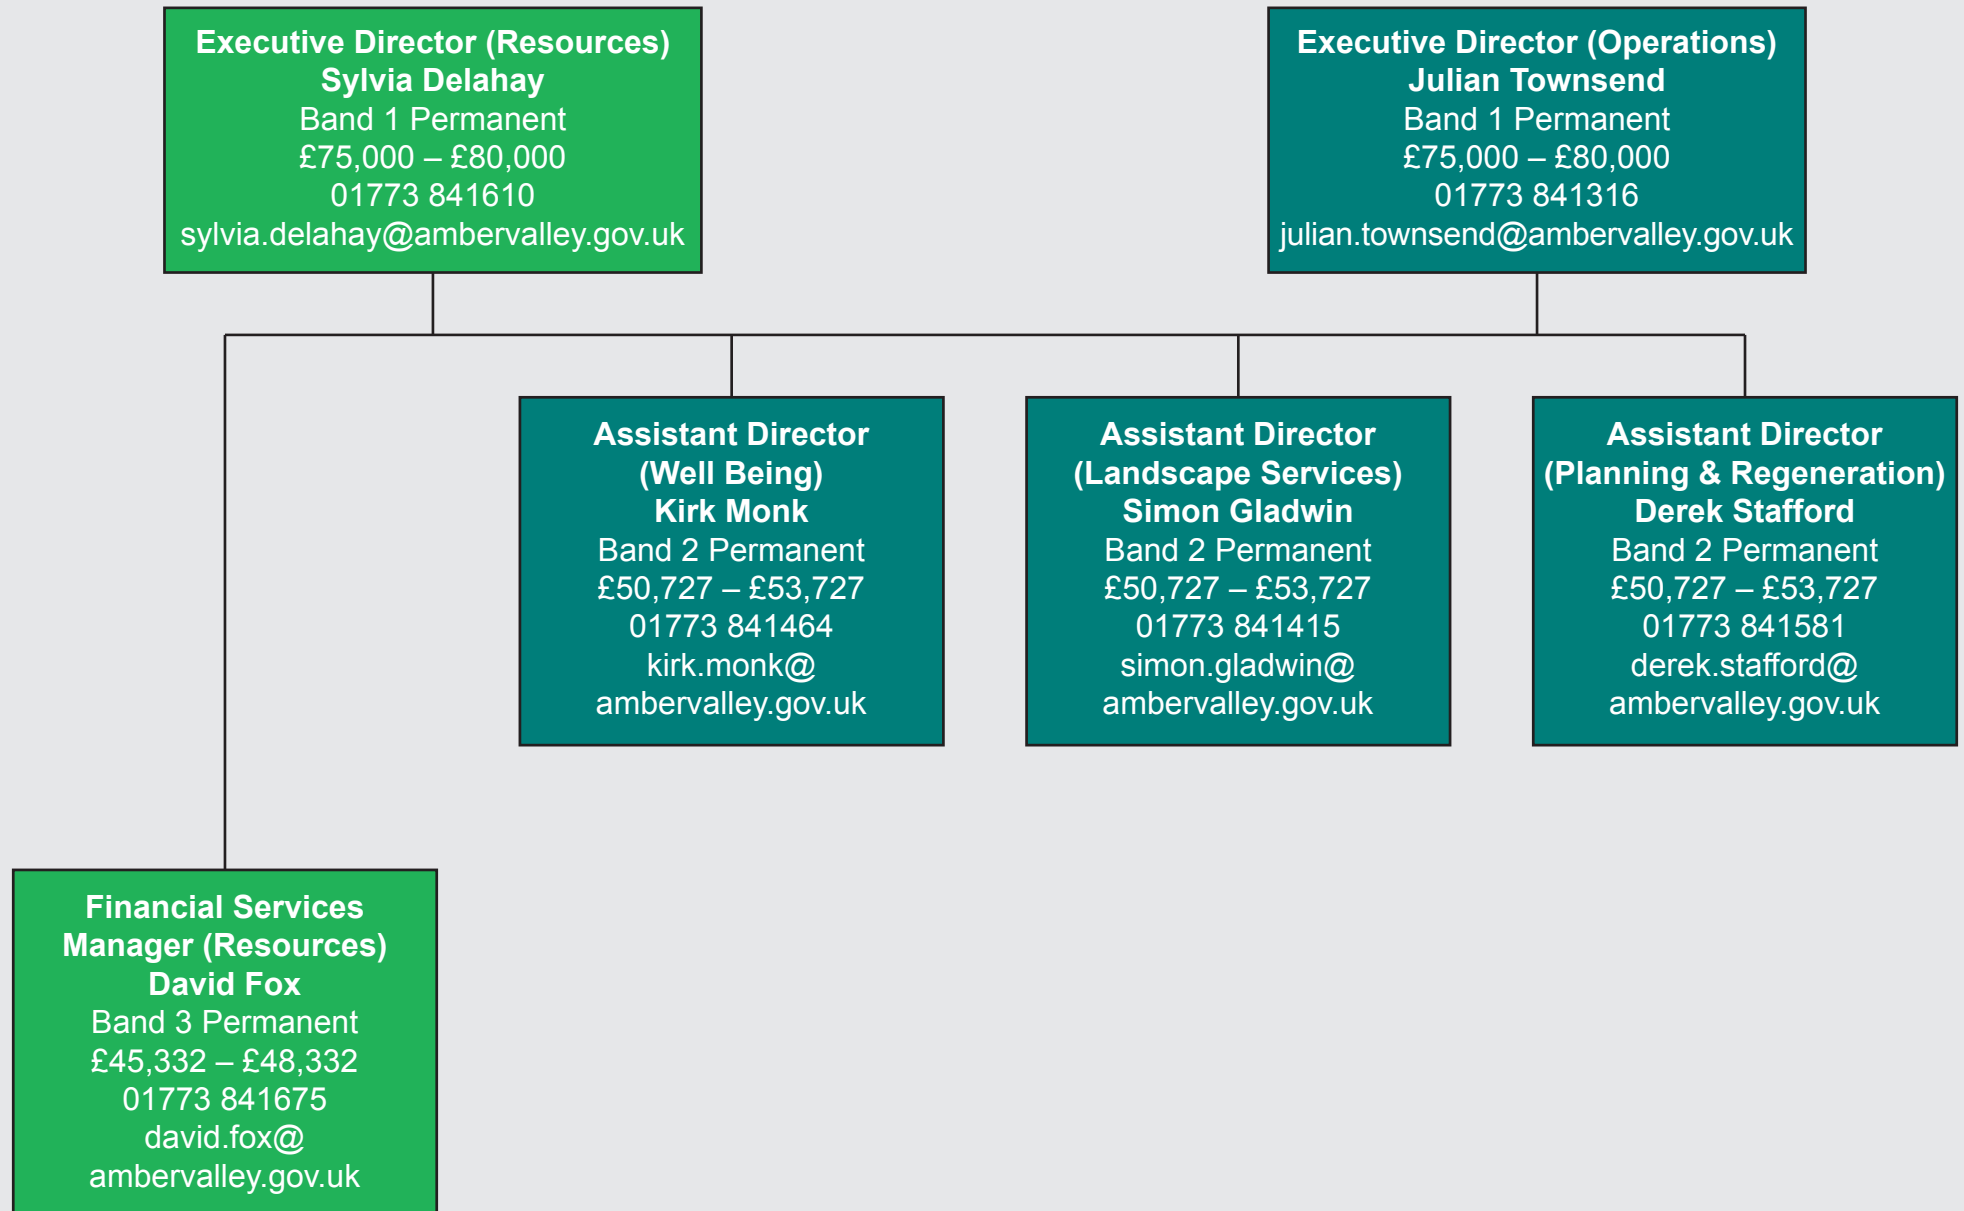 Executive Director (Resources)
Sylvia Delahay
Band 1 Permanent
£75,000 – £80,000
01773 841610
sylvia.delahay@ambervalley.gov.uk
Executive Director (Operations)
Julian Townsend
Band 1 Permanent
£75,000 – £80,000
01773 841316
julian.townsend@ambervalley.gov.uk
Assistant Director
(Well Being)
Kirk Monk
Band 2 Permanent
£50,727 – £53,727
01773 841464
kirk.monk@
ambervalley.gov.uk
Assistant Director
(Landscape Services)
Simon Gladwin
Band 2 Permanent
£50,727 – £53,727
01773 841415
simon.gladwin@
ambervalley.gov.uk
Assistant Director
(Planning & Regeneration)
Derek Stafford
Band 2 Permanent
£50,727 – £53,727
01773 841581
derek.stafford@
ambervalley.gov.uk
Financial Services
Manager (Resources)
David Fox
Band 3 Permanent
£45,332 – £48,332
01773 841675
david.fox@
ambervalley.gov.uk